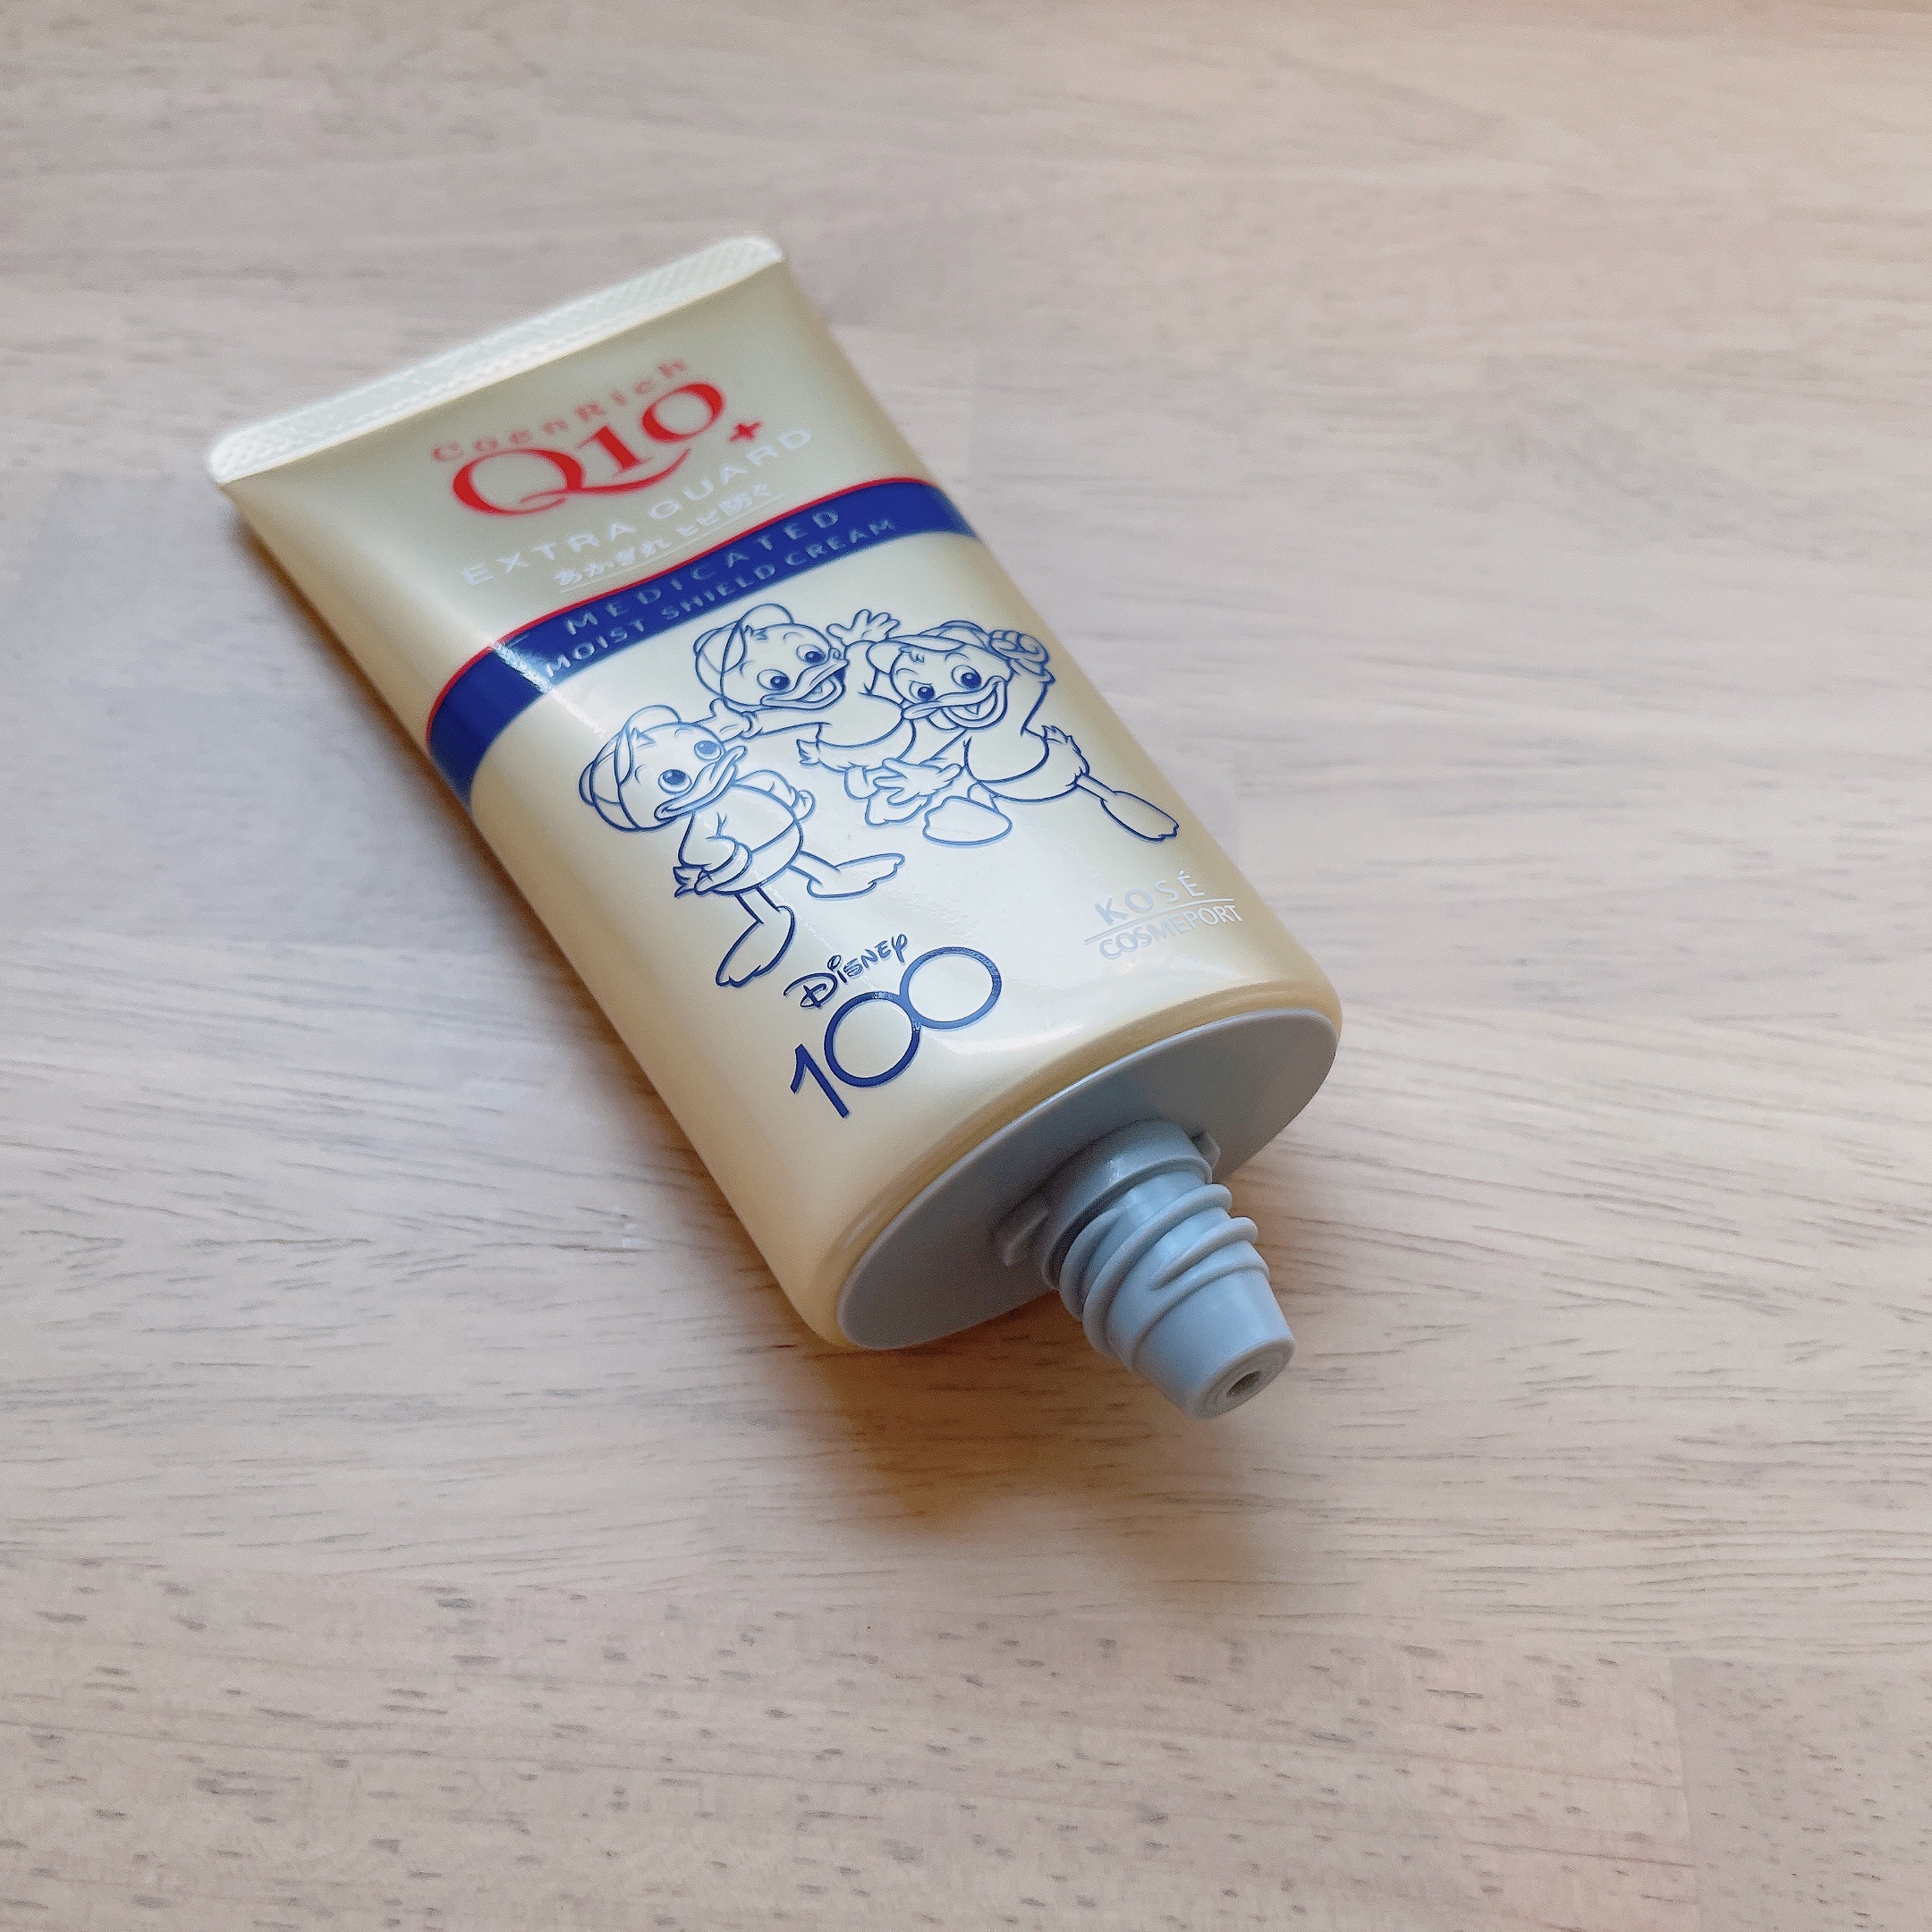 CoenRich
Q10+
EXTRA GUARD
あかぎれ ヒビ防ぐ
MEDICATED
MOIST SHIELD CREAM
KOSÉ
COSMEPORT
Disney
100